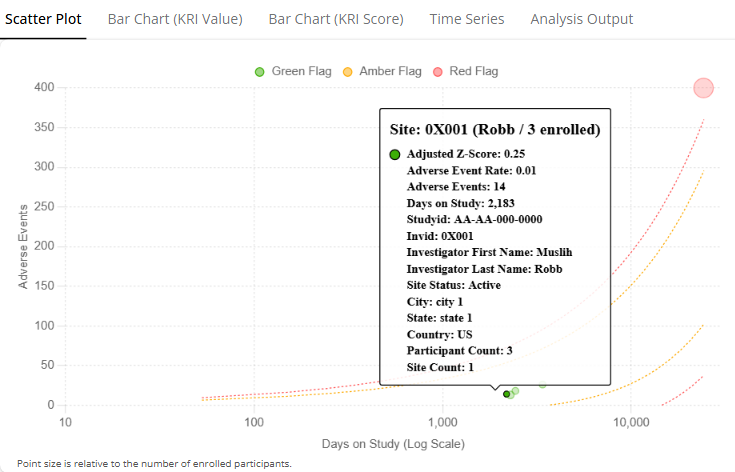 Scatter Plot Bar Chart (KRI Value) Bar Chart (KRI Score) Time Series Analysis Output
Green Flag Amber Flag Red Flag
400
350
300
250
200
150
100
50
0
Adverse Events
Site: 0X001 (Robb / 3 enrolled)
Adjusted Z-Score: 0.25
Adverse Event Rate: 0.01
Adverse Events: 14
Days on Study: 2,183
Studyid: AA-AA-000-0000
Invid: 0X001
Investigator First Name: Muslih
Investigator Last Name: Robb
Site Status: Active
City: city 1
State: state 1
Country: US
Participant Count: 3
Site Count: 1
10 100 1,000 10,000
Days on Study (Log Scale)
Point size is relative to the number of enrolled participants.